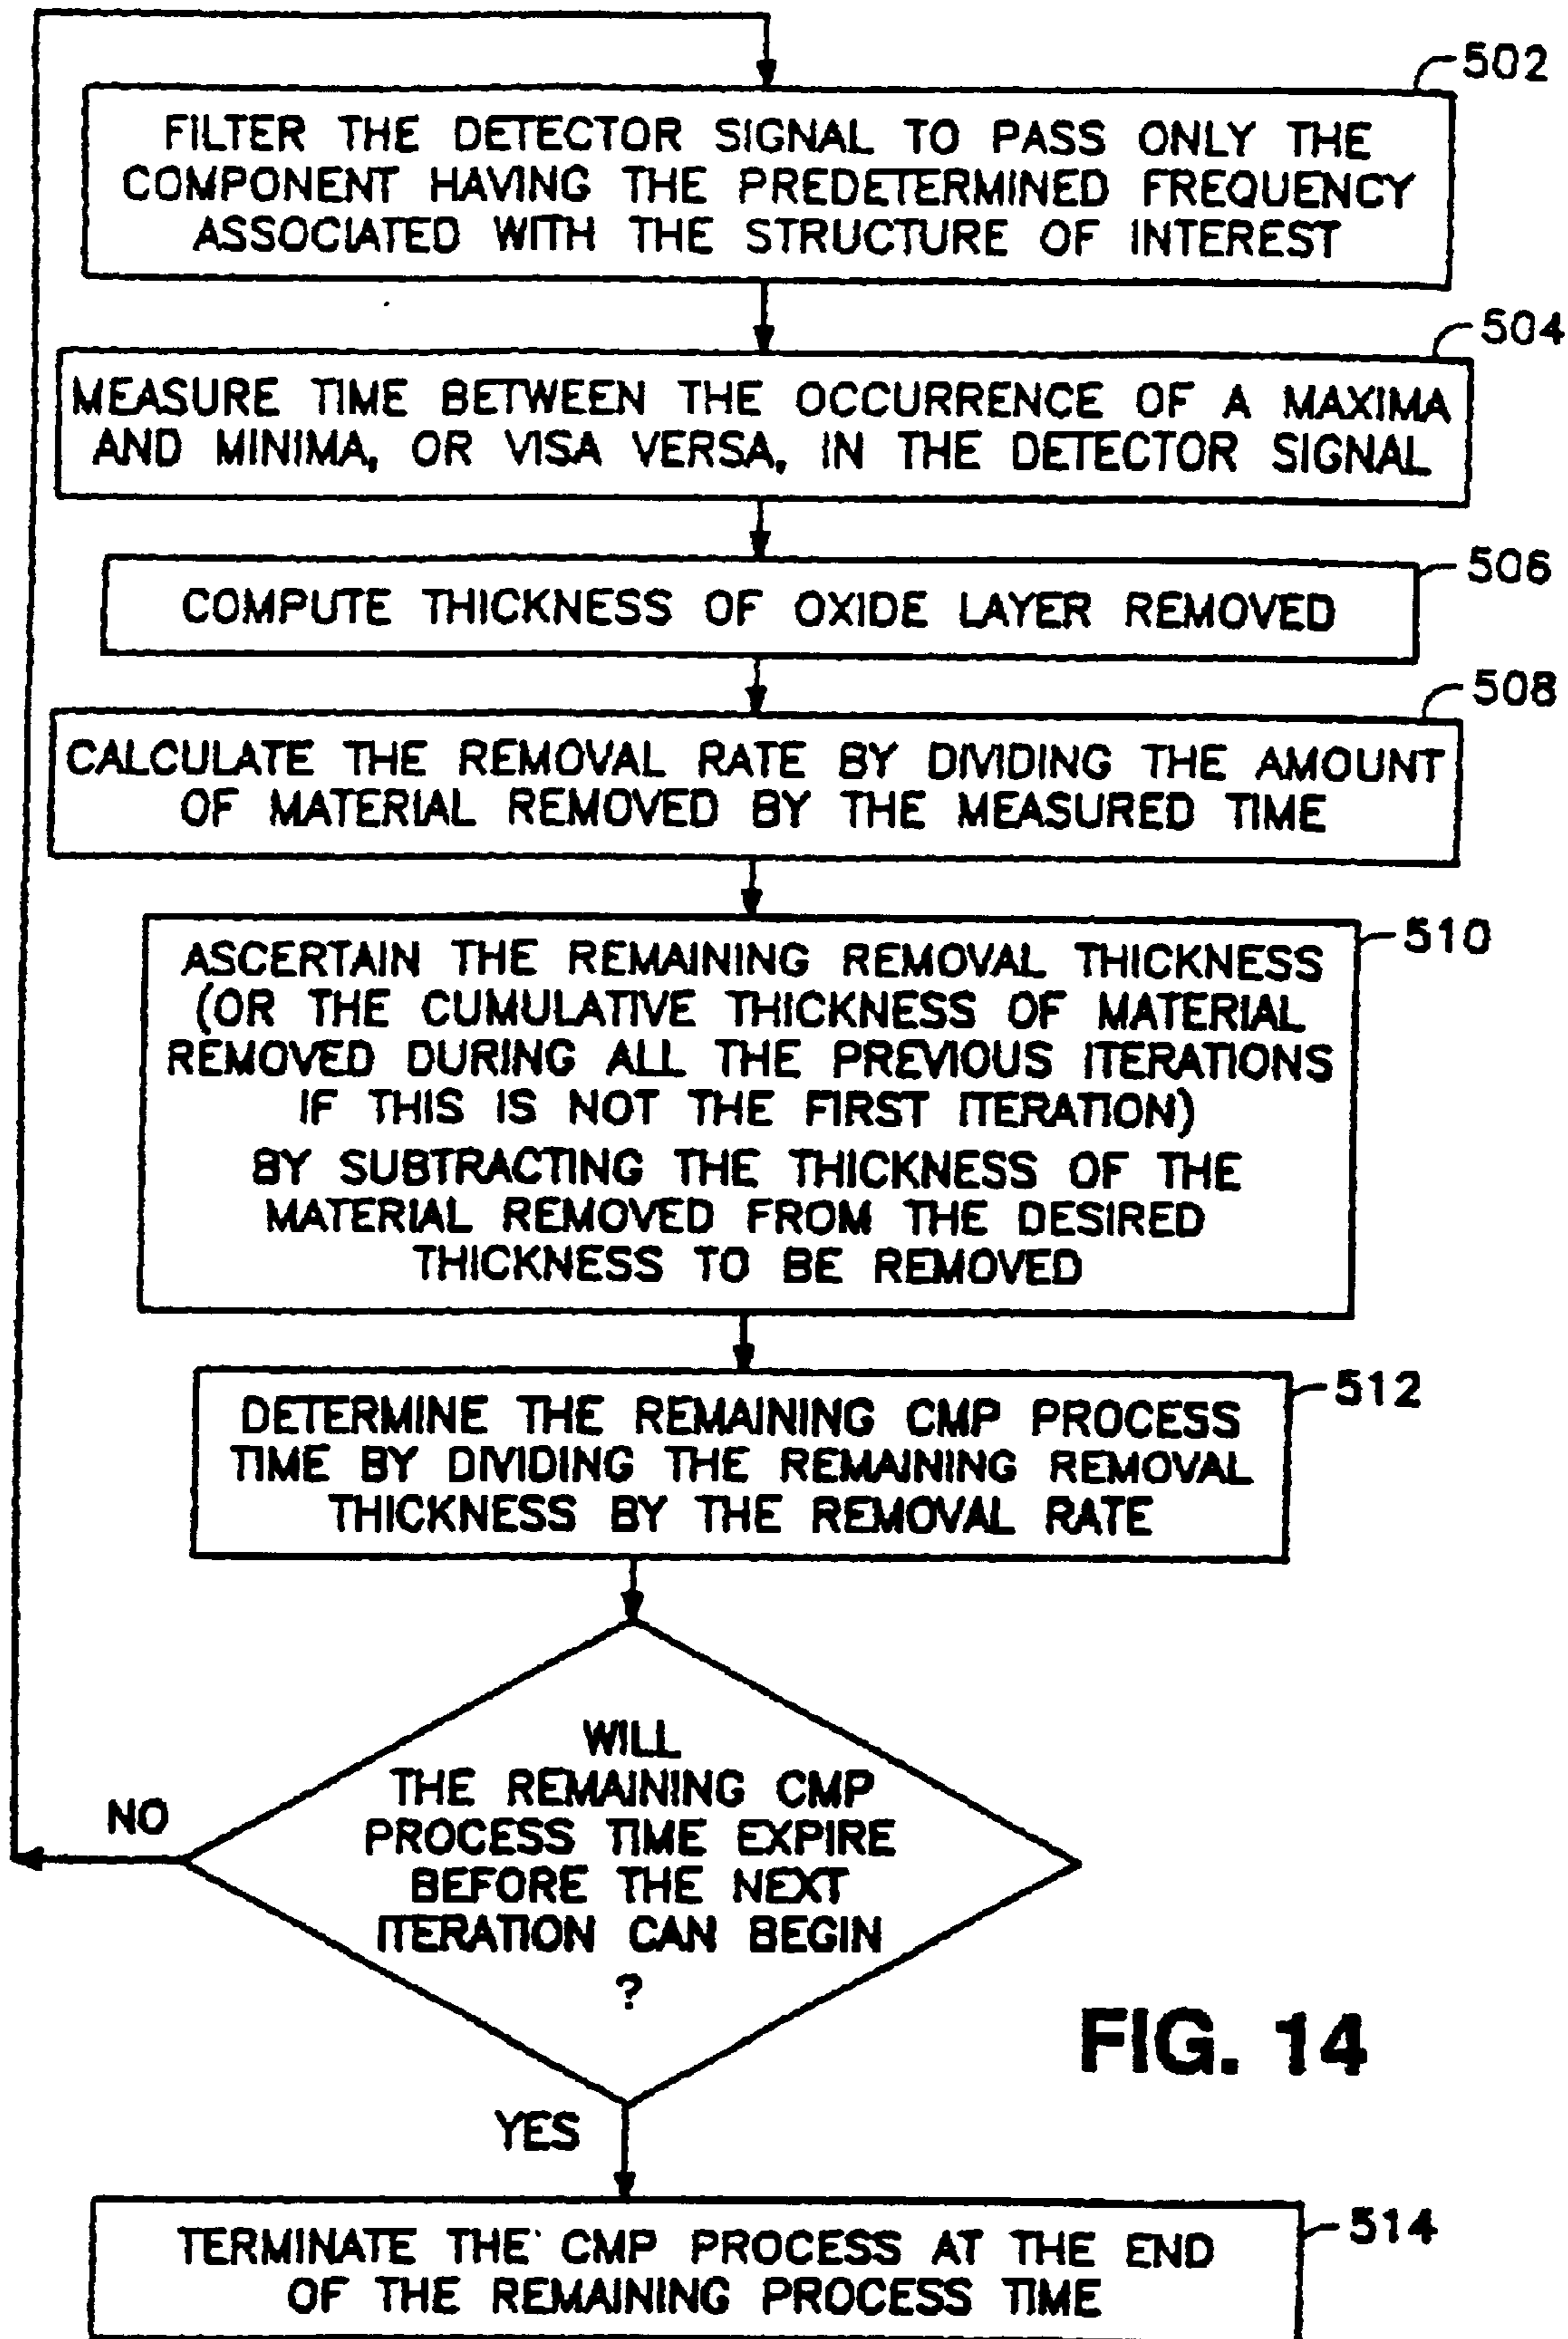 502
FILTER THE DETECTOR SIGNAL TO PASS ONLY THE
COMPONENT HAVING THE PREDETERMINED FREQUENCY
ASSOCIATED WITH THE STRUCTURE OF INTEREST
504
MEASURE TIME BETWEEN THE OCCURRENCE OF A MAXIMA
AND MINIMA, OR VISA VERSA, IN THE DETECTOR SIGNAL
506
COMPUTE THICKNESS OF OXIDE LAYER REMOVED
508
CALCULATE THE REMOVAL RATE BY DIVIDING THE AMOUNT
OF MATERIAL REMOVED BY THE MEASURED TIME
510
ASCERTAIN THE REMAINING REMOVAL THICKNESS
(OR THE CUMULATIVE THICKNESS OF MATERIAL
REMOVED DURING ALL THE PREVIOUS ITERATIONS
IF THIS IS NOT THE FIRST ITERATION)
BY SUBTRACTING THE THICKNESS OF THE
MATERIAL REMOVED FROM THE DESIRED
THICKNESS TO BE REMOVED
512
DETERMINE THE REMAINING CMP PROCESS
TIME BY DIVIDING THE REMAINING REMOVAL
THICKNESS BY THE REMOVAL RATE
WILL
THE REMAINING CMP
PROCESS TIME EXPIRE
BEFORE THE NEXT
ITERATION CAN BEGIN
?
NO
YES
FIG. 14
514
TERMINATE THE CMP PROCESS AT THE END
OF THE REMAINING PROCESS TIME